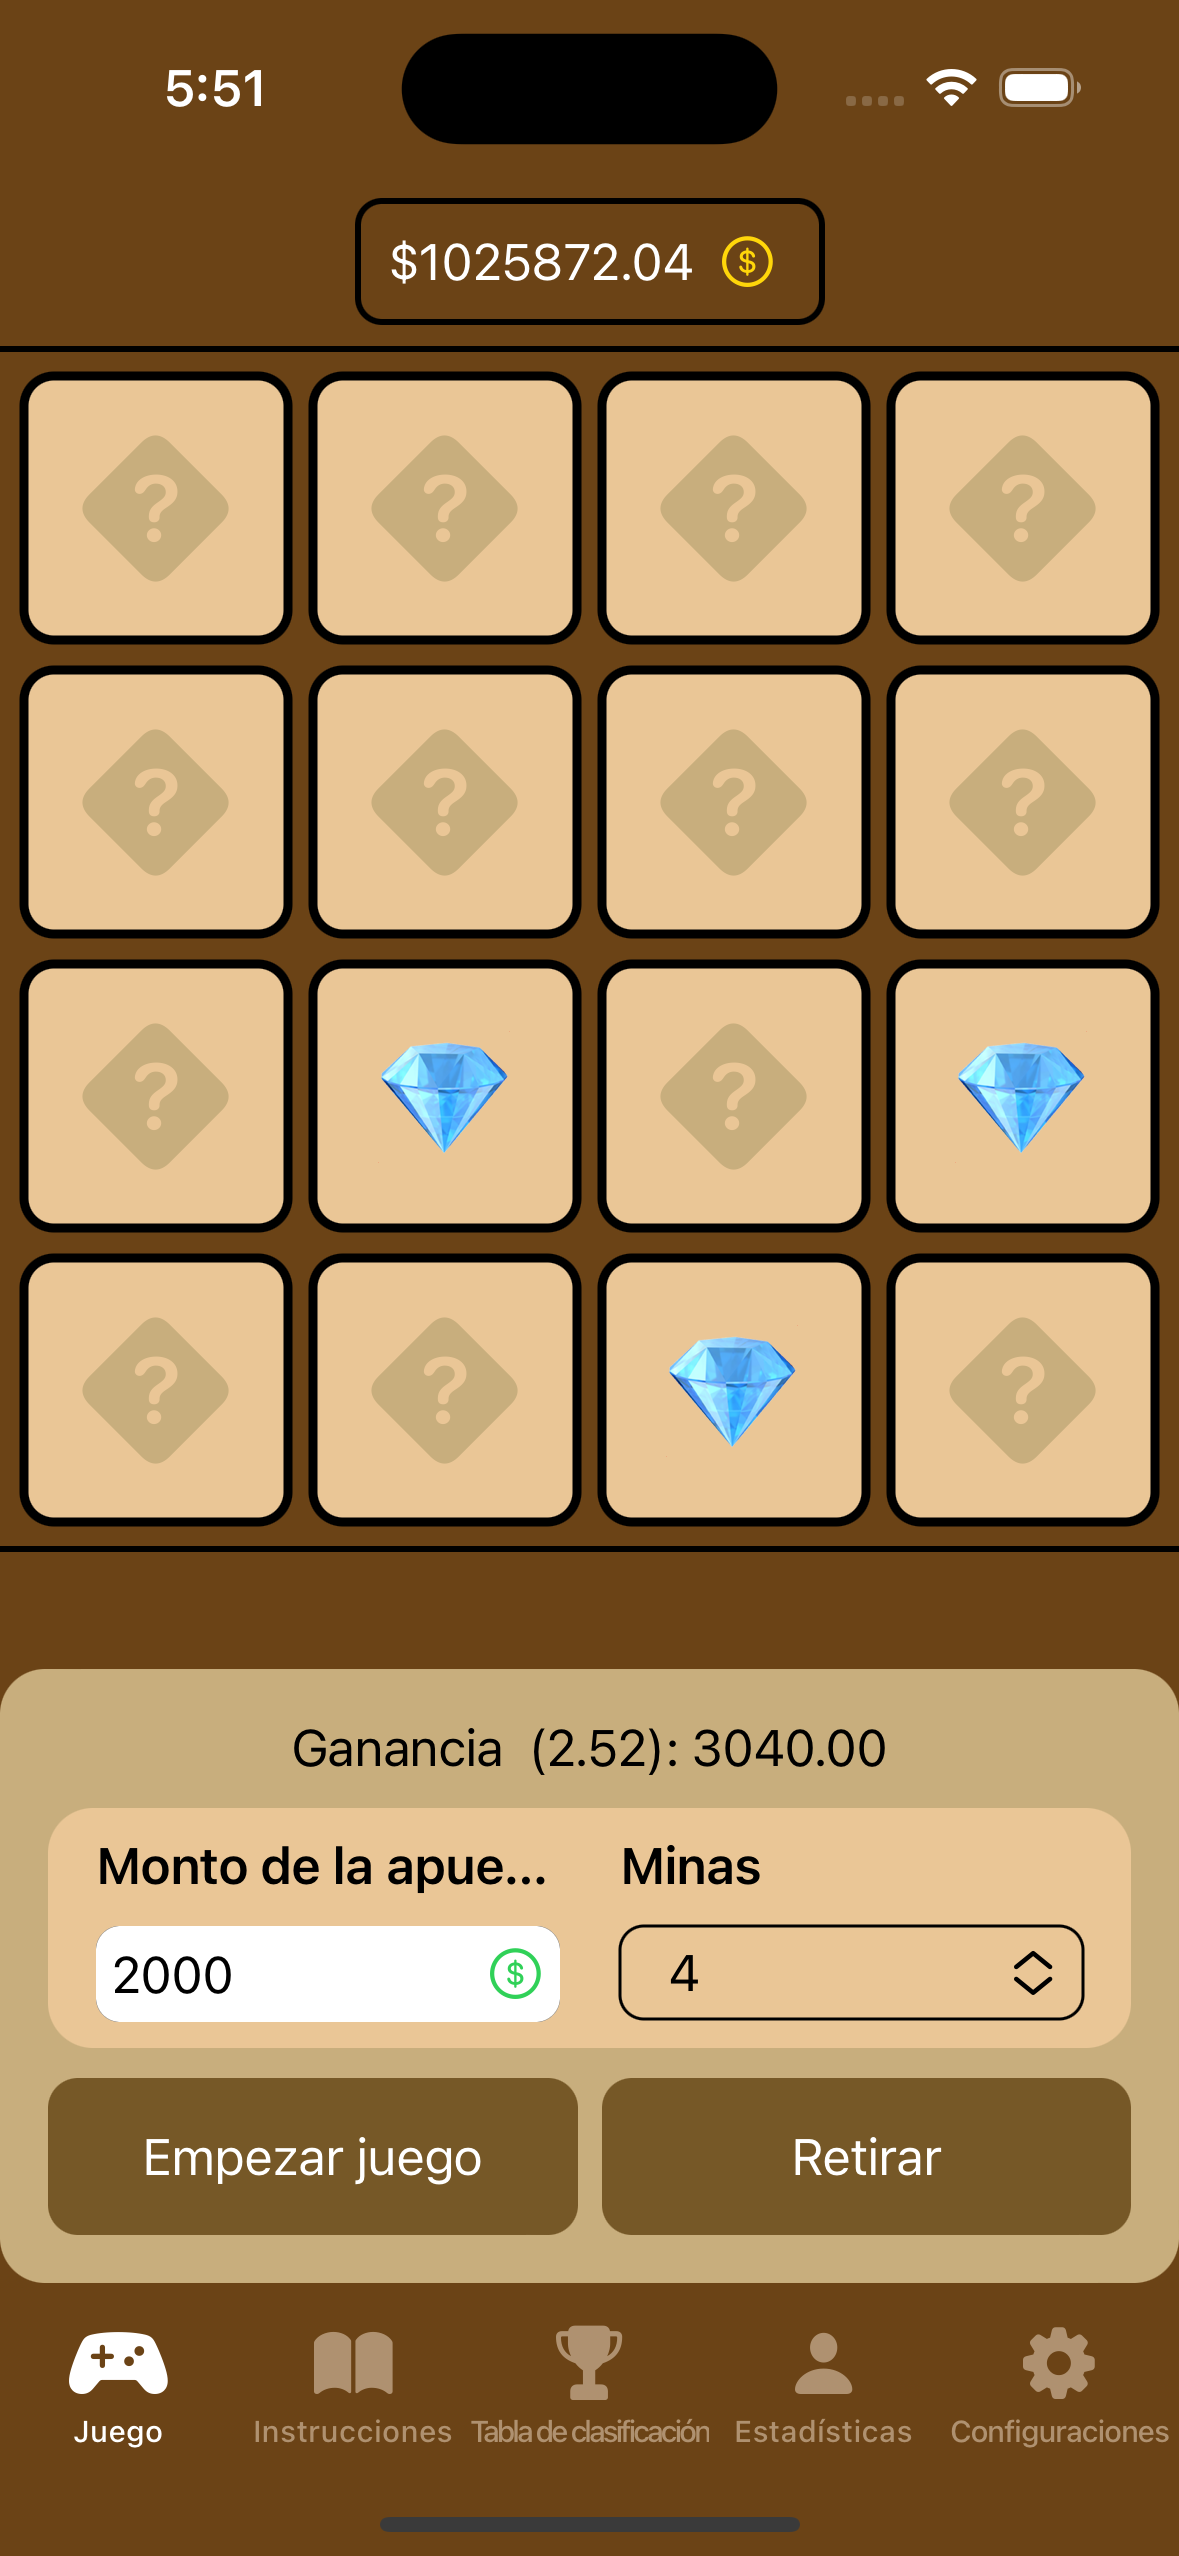 5:51
$1025872.04 $
? ? ? ?
? ? ? ?
? ?
? ? ?
Ganancia (2.52): 3040.00
Monto de la apue... Minas
2000 $ 4
Empezar juego Retirar
Juego Instrucciones Tabla de clasificación Estadísticas Configuraciones